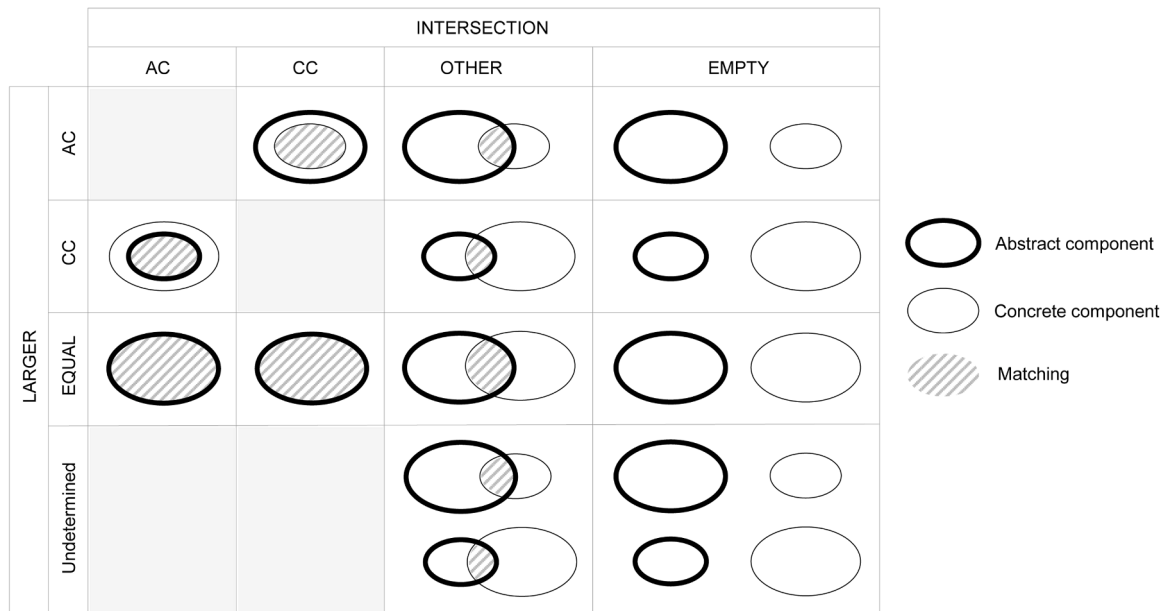 INTERSECTION
AC CC OTHER EMPTY
LARGER
AC
CC
EQUAL
Undetermined
Abstract component
Concrete component
Matching